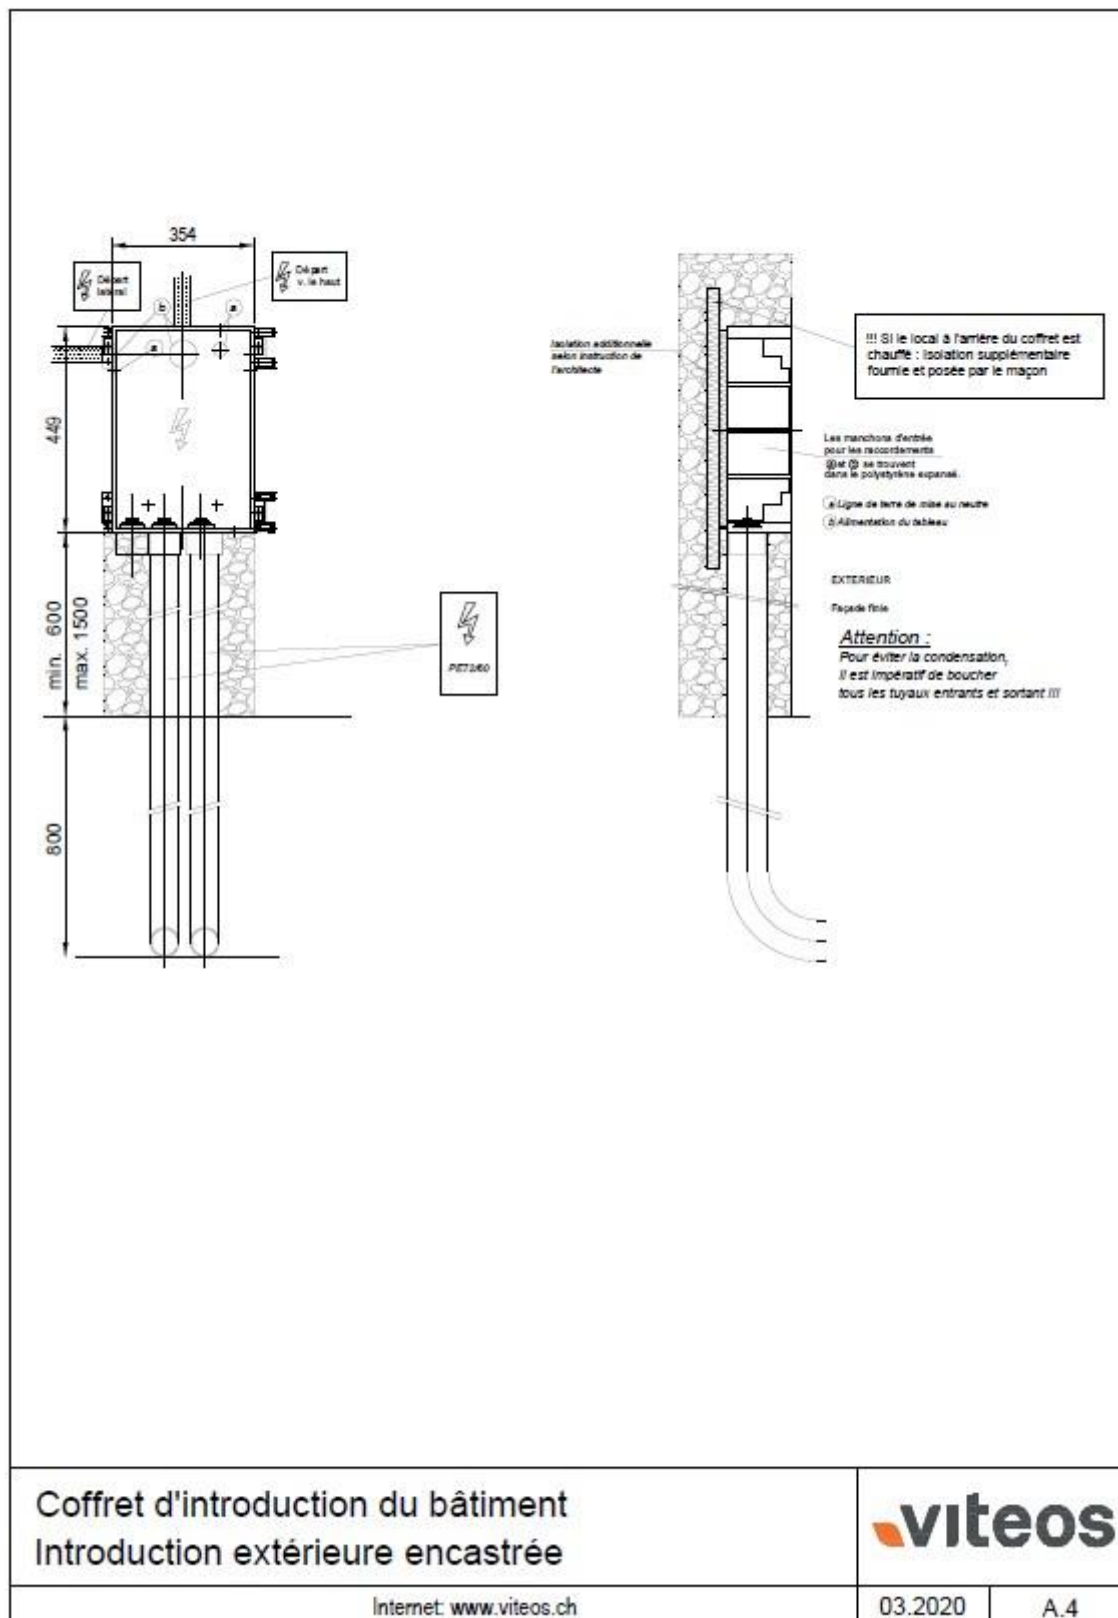 354
Départ
latéral
Départ
v. le haut
b
a
a
449
min. 600
max. 1500
800
PE72/60
Isolation additionnelle
selon instruction de
l'architecte
!!! Si le local à l'arrière du coffret est
chauffé : Isolation supplémentaire
fournie et posée par le maçon
Les manchons d'entrée
pour les raccordements
a et b se trouvent
dans le polystyrène expansé.
a Ligne de terre de mise au neutre
b Alimentation du tableau
EXTERIEUR
Façade finie
Attention :
Pour éviter la condensation,
il est impératif de boucher
tous les tuyaux entrants et sortant !!!
Coffret d'introduction du bâtiment
Introduction extérieure encastrée
viteos
Internet: www.viteos.ch
03.2020
A.4